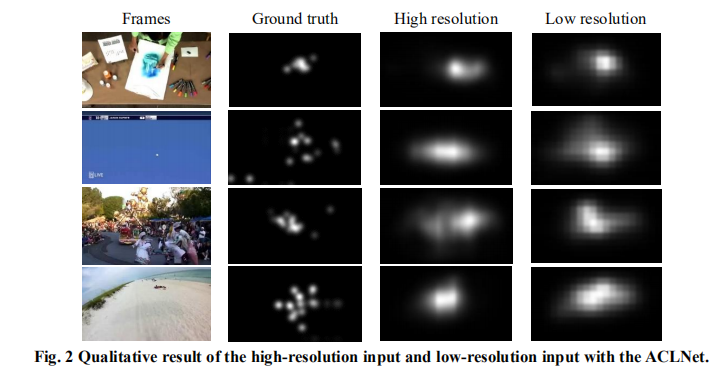 Frames Ground truth High resolution Low resolution
LIVE
Fig. 2 Qualitative result of the high-resolution input and low-resolution input with the ACLNet.